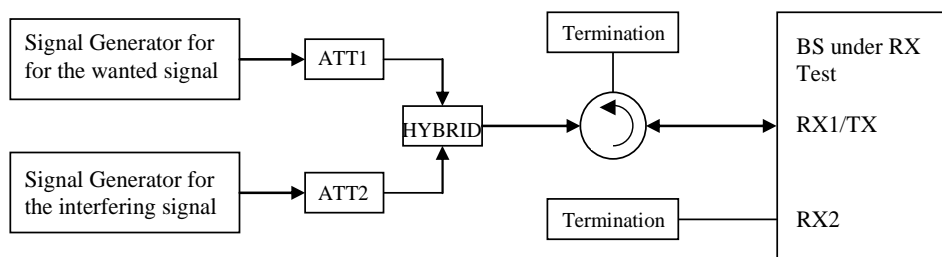 Signal Generator for
for the wanted signal
ATT1
Termination
BS under RX
Test
HYBRID
RX1/TX
Signal Generator for
the interfering signal
ATT2
Termination
RX2